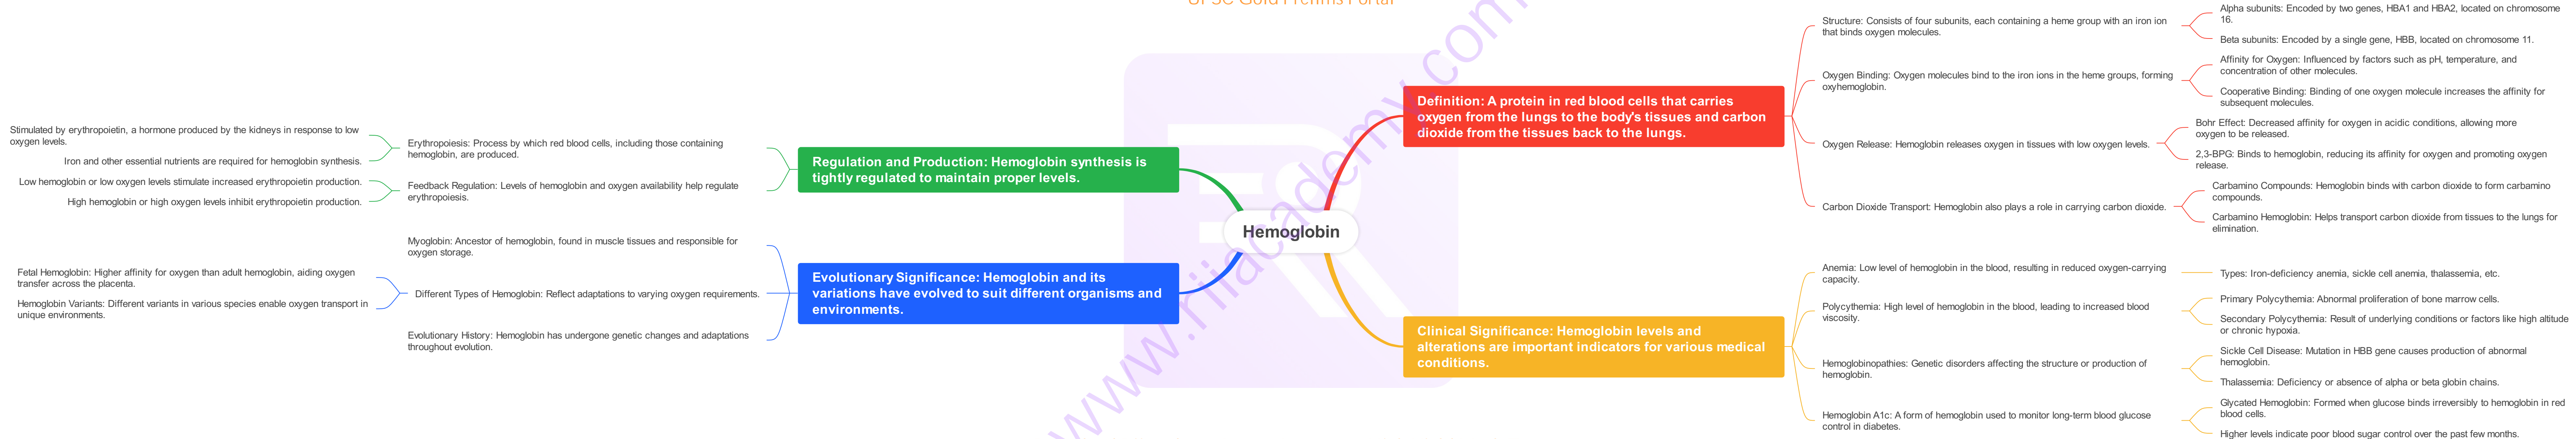 UPSC Gold Prelims Portal
Hemoglobin
Definition: A protein in red blood cells that carries
oxygen from the lungs to the body's tissues and carbon
dioxide from the tissues back to the lungs.
Structure: Consists of four subunits, each containing a heme group with an iron ion
that binds oxygen molecules.
Alpha subunits: Encoded by two genes, HBA1 and HBA2, located on chromosome
16.
Beta subunits: Encoded by a single gene, HBB, located on chromosome 11.
Oxygen Binding: Oxygen molecules bind to the iron ions in the heme groups, forming
oxyhemoglobin.
Affinity for Oxygen: Influenced by factors such as pH, temperature, and
concentration of other molecules.
Cooperative Binding: Binding of one oxygen molecule increases the affinity for
subsequent molecules.
Oxygen Release: Hemoglobin releases oxygen in tissues with low oxygen levels.
Bohr Effect: Decreased affinity for oxygen in acidic conditions, allowing more
oxygen to be released.
2,3-BPG: Binds to hemoglobin, reducing its affinity for oxygen and promoting oxygen
release.
Carbon Dioxide Transport: Hemoglobin also plays a role in carrying carbon dioxide.
Carbamino Compounds: Hemoglobin binds with carbon dioxide to form carbamino
compounds.
Carbamino Hemoglobin: Helps transport carbon dioxide from tissues to the lungs for
elimination.
Clinical Significance: Hemoglobin levels and
alterations are important indicators for various medical
conditions.
Anemia: Low level of hemoglobin in the blood, resulting in reduced oxygen-carrying
capacity.
Types: Iron-deficiency anemia, sickle cell anemia, thalassemia, etc.
Polycythemia: High level of hemoglobin in the blood, leading to increased blood
viscosity.
Primary Polycythemia: Abnormal proliferation of bone marrow cells.
Secondary Polycythemia: Result of underlying conditions or factors like high altitude
or chronic hypoxia.
Hemoglobinopathies: Genetic disorders affecting the structure or production of
hemoglobin.
Sickle Cell Disease: Mutation in HBB gene causes production of abnormal
hemoglobin.
Thalassemia: Deficiency or absence of alpha or beta globin chains.
Hemoglobin A1c: A form of hemoglobin used to monitor long-term blood glucose
control in diabetes.
Glycated Hemoglobin: Formed when glucose binds irreversibly to hemoglobin in red
blood cells.
Higher levels indicate poor blood sugar control over the past few months.
Regulation and Production: Hemoglobin synthesis is
tightly regulated to maintain proper levels.
Erythropoiesis: Process by which red blood cells, including those containing
hemoglobin, are produced.
Stimulated by erythropoietin, a hormone produced by the kidneys in response to low
oxygen levels.
Iron and other essential nutrients are required for hemoglobin synthesis.
Feedback Regulation: Levels of hemoglobin and oxygen availability help regulate
erythropoiesis.
Low hemoglobin or low oxygen levels stimulate increased erythropoietin production.
High hemoglobin or high oxygen levels inhibit erythropoietin production.
Evolutionary Significance: Hemoglobin and its
variations have evolved to suit different organisms and
environments.
Myoglobin: Ancestor of hemoglobin, found in muscle tissues and responsible for
oxygen storage.
Different Types of Hemoglobin: Reflect adaptations to varying oxygen requirements.
Fetal Hemoglobin: Higher affinity for oxygen than adult hemoglobin, aiding oxygen
transfer across the placenta.
Hemoglobin Variants: Different variants in various species enable oxygen transport in
unique environments.
Evolutionary History: Hemoglobin has undergone genetic changes and adaptations
throughout evolution.